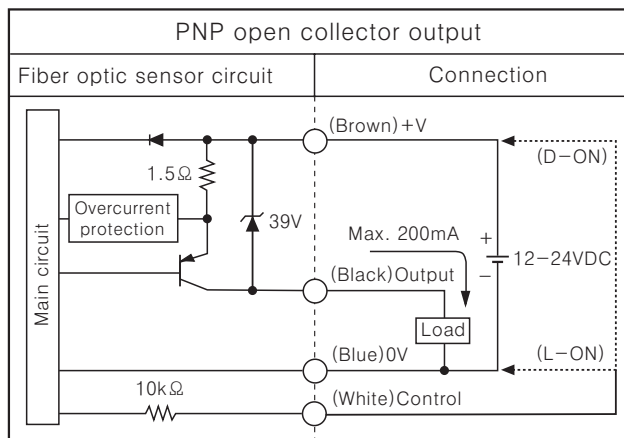 PNP open collector output
Fiber optic sensor circuit
Connection
(Brown)+V
(D-ON)
1.5Ω
Overcurrent
protection
39V
Max. 200mA
+
12-24VDC
−
Main circuit
(Black)Output
Load
(Blue)0V
(L-ON)
10kΩ
(White)Control